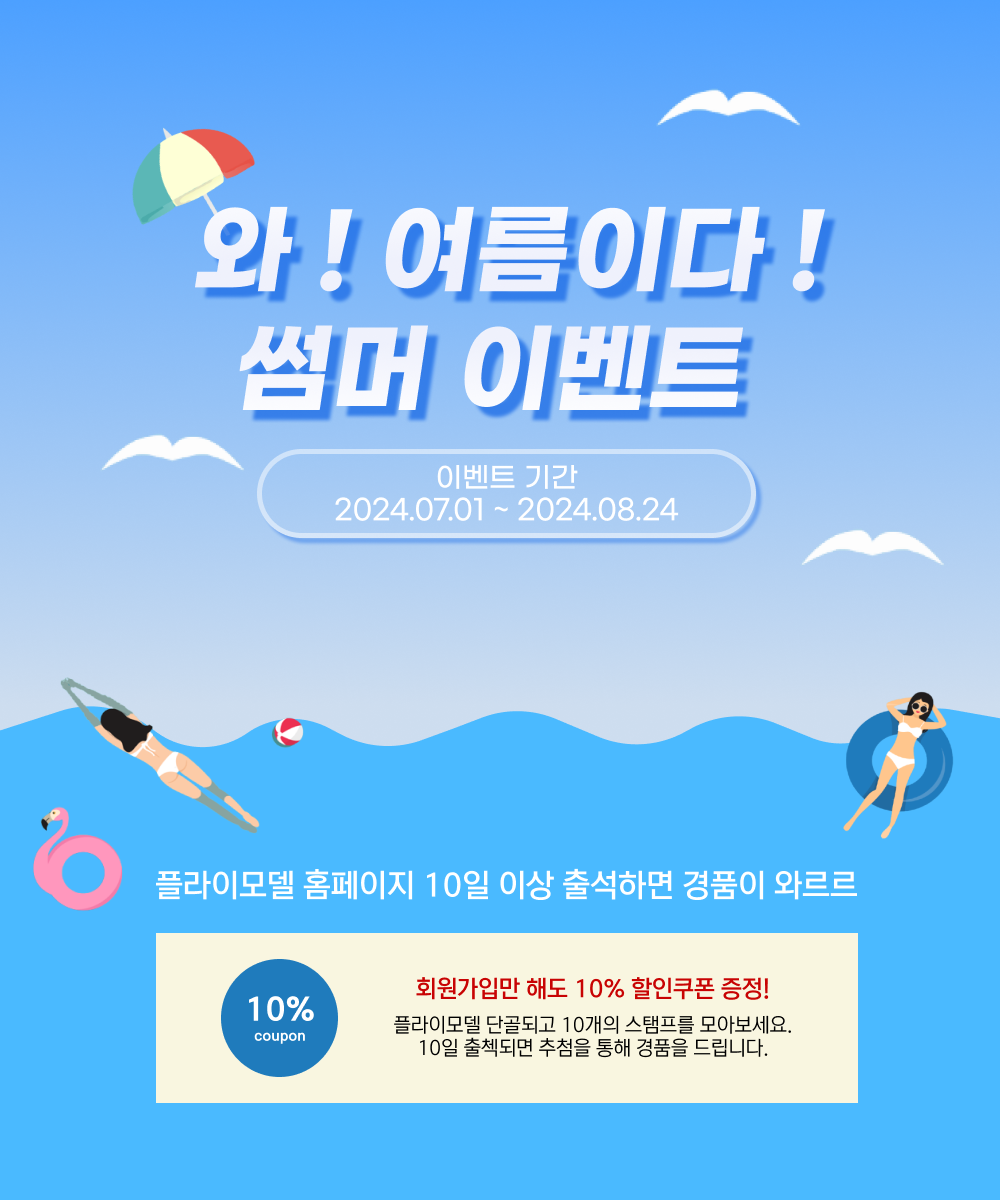 와 ! 여름이다 !
썸머 이벤트
이벤트 기간
2024.07.01 ~ 2024.08.24
플라이모델 홈페이지 10일 이상 출석하면 경품이 와르르
10%
coupon
회원가입만 해도 10% 할인쿠폰 증정!
플라이모델 단골되고 10개의 스탬프를 모아보세요.
10일 출첵되면 추첨을 통해 경품을 드립니다.